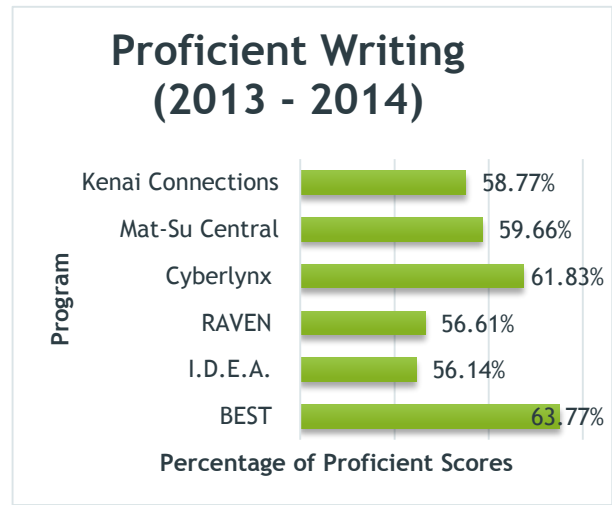 Proficient Writing
(2013 - 2014)
Kenai Connections 58.77%
Mat-Su Central 59.66%
Cyberlynx 61.83%
RAVEN 56.61%
I.D.E.A. 56.14%
BEST 63.77%
Program
Percentage of Proficient Scores